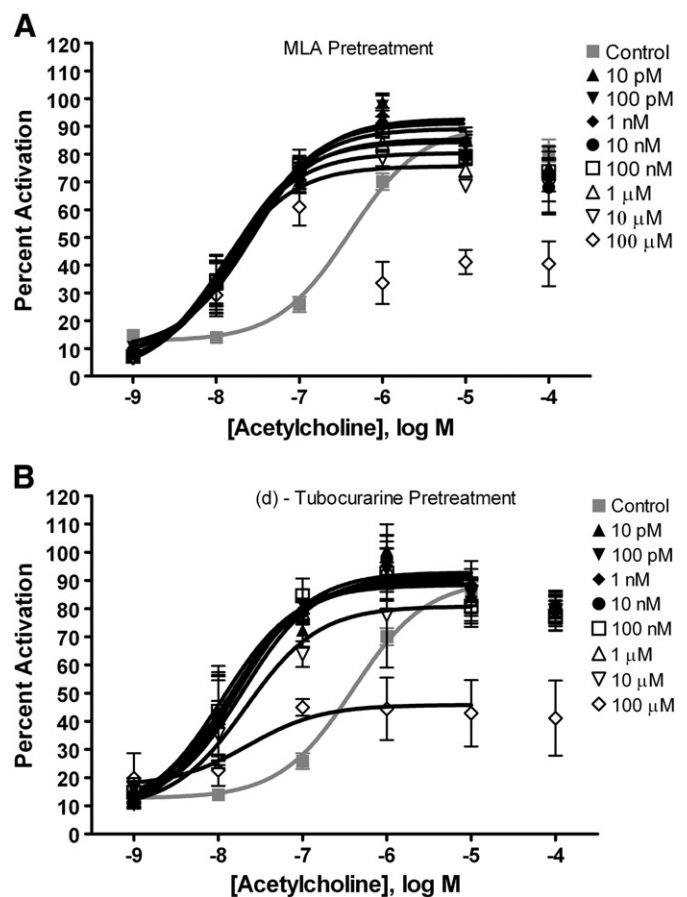 A
MLA Pretreatment
Percent Activation
120
110
100
90
80
70
60
50
40
30
20
10
0
-9 -8 -7 -6 -5 -4
[Acetylcholine], log M
Control
10 pM
100 pM
1 nM
10 nM
100 nM
1 μM
10 μM
100 μM
B
(d) - Tubocurarine Pretreatment
Percent Activation
120
110
100
90
80
70
60
50
40
30
20
10
0
-9 -8 -7 -6 -5 -4
[Acetylcholine], log M
Control
10 pM
100 pM
1 nM
10 nM
100 nM
1 μM
10 μM
100 μM